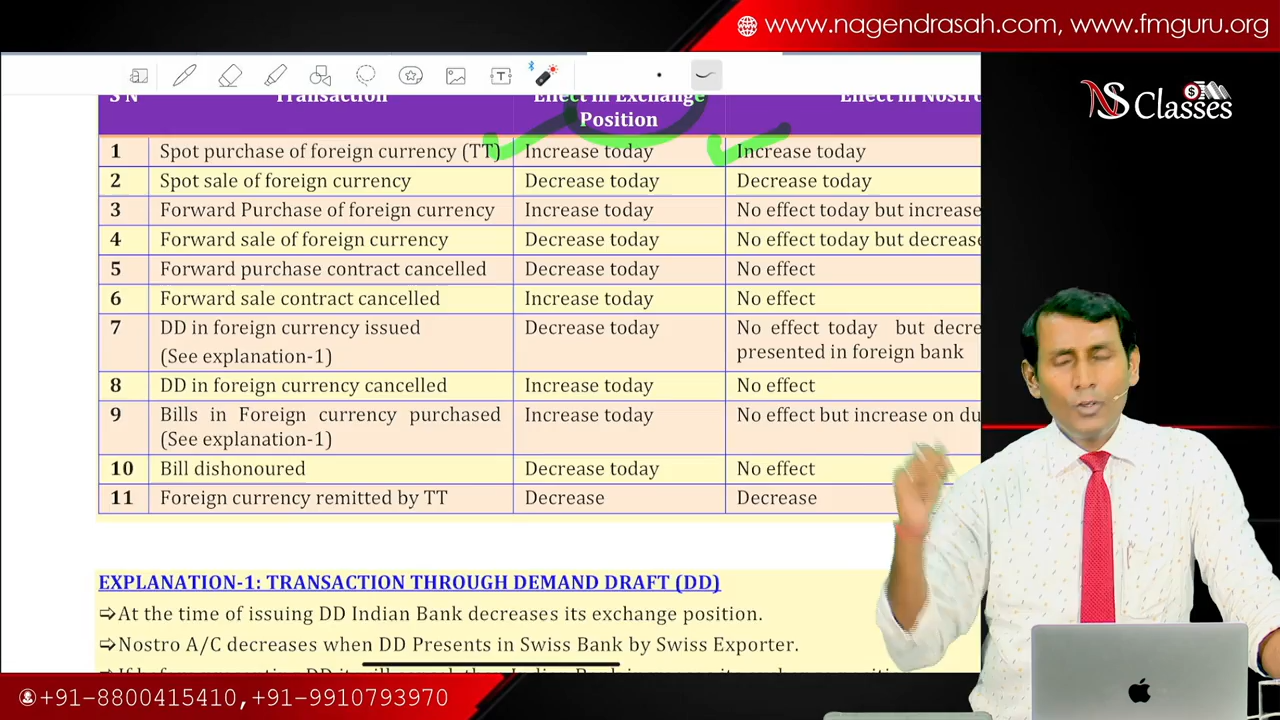 www.nagendrasah.com, www.fmguru.org
NS Classes
S N Transaction Effect in Exchange Position Effect in Nostro
1 Spot purchase of foreign currency (TT) Increase today Increase today
2 Spot sale of foreign currency Decrease today Decrease today
3 Forward Purchase of foreign currency Increase today No effect today but increase
4 Forward sale of foreign currency Decrease today No effect today but decrease
5 Forward purchase contract cancelled Decrease today No effect
6 Forward sale contract cancelled Increase today No effect
7 DD in foreign currency issued Decrease today No effect today but decre
(See explanation-1) presented in foreign bank
8 DD in foreign currency cancelled Increase today No effect
9 Bills in Foreign currency purchased Increase today No effect but increase on du
(See explanation-1)
10 Bill dishonoured Decrease today No effect
11 Foreign currency remitted by TT Decrease Decrease
EXPLANATION-1: TRANSACTION THROUGH DEMAND DRAFT (DD)
⇨At the time of issuing DD Indian Bank decreases its exchange position.
⇨Nostro A/C decreases when DD Presents in Swiss Bank by Swiss Exporter.
+91-8800415410,+91-9910793970